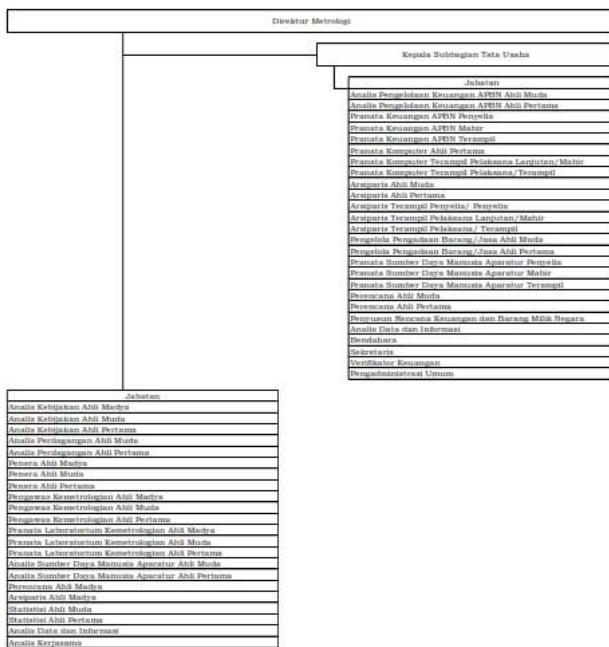 Direktur Metrologi
Kepala Subbagian Tata Usaha
Jabatan
Analis Pengelolaan Keuangan APBN Ahli Muda
Analis Pengelolaan Keuangan APBN Ahli Pertama
Pranata Keuangan APBN Penyelia
Pranata Keuangan APBN Mahir
Pranata Keuangan APBN Terampil
Pranata Komputer Ahli Pertama
Pranata Komputer Terampil Pelaksana Lanjutan/Mahir
Pranata Komputer Terampil Pelaksana/Terampil
Arsiparis Ahli Muda
Arsiparis Ahli Pertama
Arsiparis Terampil Penyelia/ Penyelia
Arsiparis Terampil Pelaksana Lanjutan/Mahir
Arsiparis Terampil Pelaksana/ Terampil
Pengelola Pengadaan Barang/Jasa Ahli Muda
Pengelola Pengadaan Barang/Jasa Ahli Pertama
Pranata Sumber Daya Manusia Aparatur Penyelia
Pranata Sumber Daya Manusia Aparatur Mahir
Pranata Sumber Daya Manusia Aparatur Terampil
Perencana Ahli Muda
Perencana Ahli Pertama
Penyusun Rencana Keuangan dan Barang Milik Negara
Analis Data dan Informasi
Bendahara
Sekretaris
Verifikator Keuangan
Pengadministrasi Umum
Jabatan
Analis Kebijakan Ahli Madya
Analis Kebijakan Ahli Muda
Analis Kebijakan Ahli Pertama
Analis Perdagangan Ahli Muda
Analis Perdagangan Ahli Pertama
Penera Ahli Madya
Penera Ahli Muda
Penera Ahli Pertama
Pengawas Kemetrologian Ahli Madya
Pengawas Kemetrologian Ahli Muda
Pengawas Kemetrologian Ahli Pertama
Pranata Laboratorium Kemetrologian Ahli Madya
Pranata Laboratorium Kemetrologian Ahli Muda
Pranata Laboratorium Kemetrologian Ahli Pertama
Analis Sumber Daya Manusia Aparatur Ahli Muda
Analis Sumber Daya Manusia Aparatur Ahli Pertama
Perencana Ahli Madya
Arsiparis Ahli Madya
Statistisi Ahli Muda
Statistisi Ahli Pertama
Analis Data dan Informasi
Analis Kerjasama